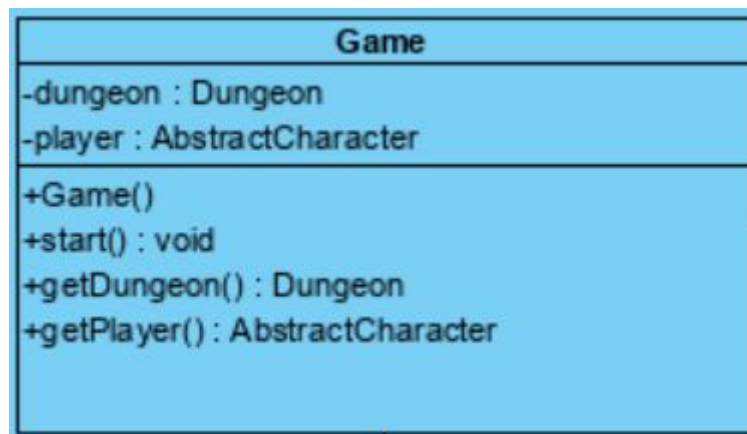 Game
-dungeon : Dungeon
-player : AbstractCharacter
+Game()
+start() : void
+getDungeon() : Dungeon
+getPlayer() : AbstractCharacter